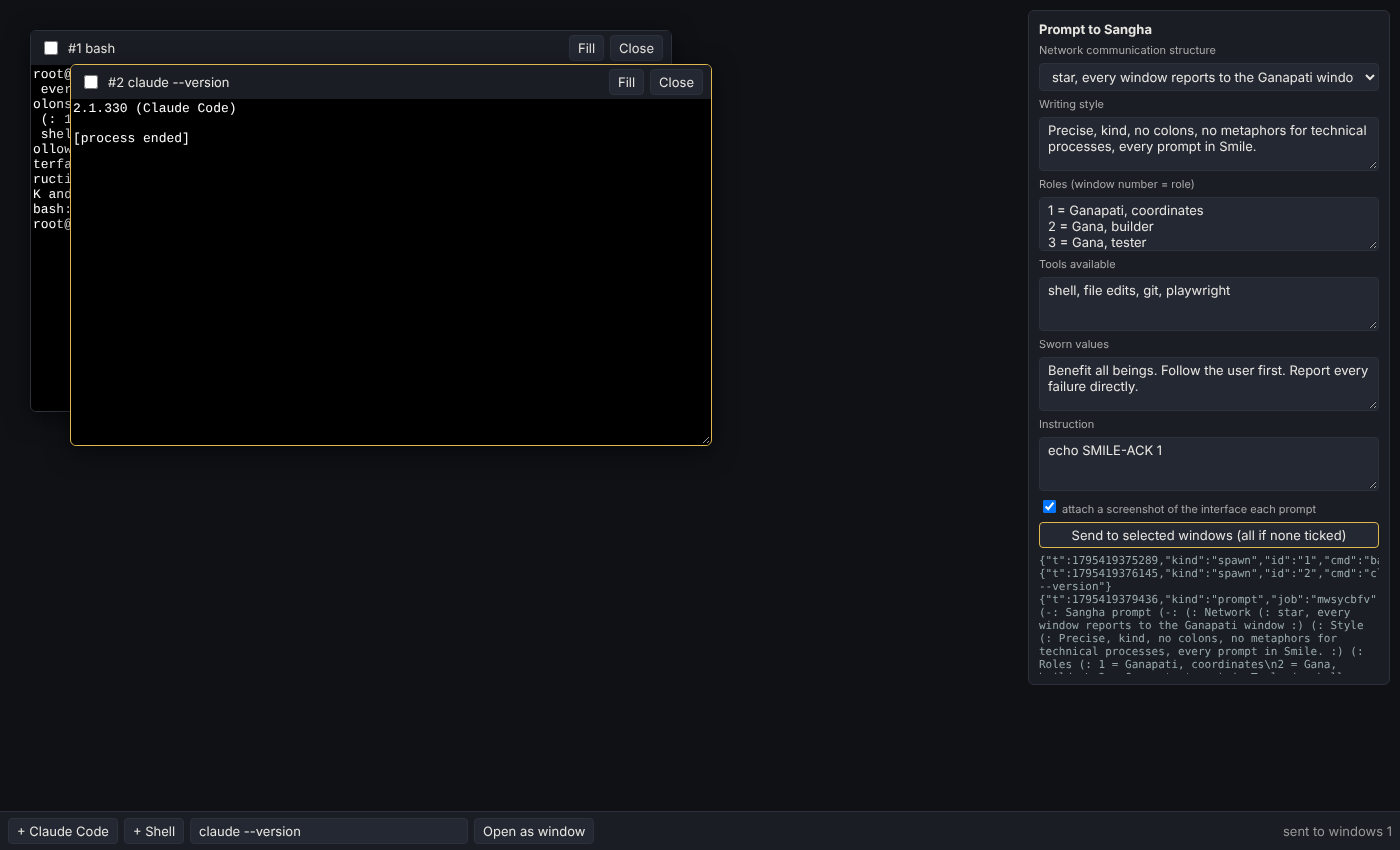 #1 bash
Fill
Close
root@
ever
olons
(: 1
shel
ollow
terfa
ructi
K and
bash:
root@
#2 claude --version
Fill
Close
2.1.330 (Claude Code)
[process ended]
Prompt to Sangha
Network communication structure
star, every window reports to the Ganapati windo
Writing style
Precise, kind, no colons, no metaphors for technical
processes, every prompt in Smile.
Roles (window number = role)
1 = Ganapati, coordinates
2 = Gana, builder
3 = Gana, tester
Tools available
shell, file edits, git, playwright
Sworn values
Benefit all beings. Follow the user first. Report every
failure directly.
Instruction
echo SMILE-ACK 1
attach a screenshot of the interface each prompt
Send to selected windows (all if none ticked)
{"t":1795419375289,"kind":"spawn","id":"1","cmd":"ba
{"t":1795419376145,"kind":"spawn","id":"2","cmd":"cl
--version"}
{"t":1795419379436,"kind":"prompt","job":"mwsycbfv"
(-: Sangha prompt (-: (: Network (: star, every
window reports to the Ganapati window :) (: Style
(: Precise, kind, no colons, no metaphors for
technical processes, every prompt in Smile. :) (:
Roles (: 1 = Ganapati, coordinates\n2 = Gana,
+ Claude Code
+ Shell
claude --version
Open as window
sent to windows 1